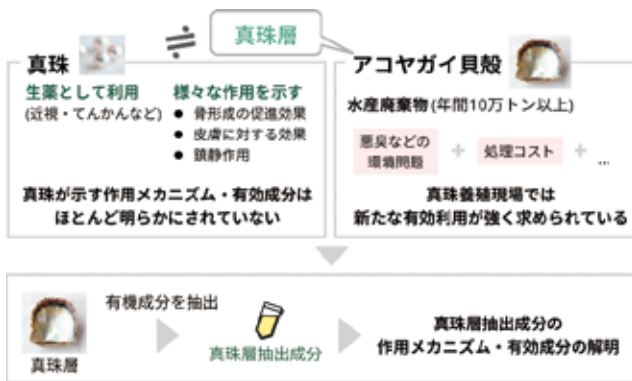 ≒
真珠層
真珠
生薬として利用
(近視・てんかんなど)
様々な作用を示す
● 骨形成の促進効果
● 皮膚に対する効果
● 鎮静作用
真珠が示す作用メカニズム・有効成分は
ほとんど明らかにされていない
アコヤガイ貝殻
水産廃棄物(年間10万トン以上)
悪臭などの
環境問題
+
処理コスト
+
...
真珠養殖現場では
新たな有効利用が強く求められている
真珠層
有機成分を抽出
真珠層抽出成分
真珠層抽出成分の
作用メカニズム・有効成分の解明